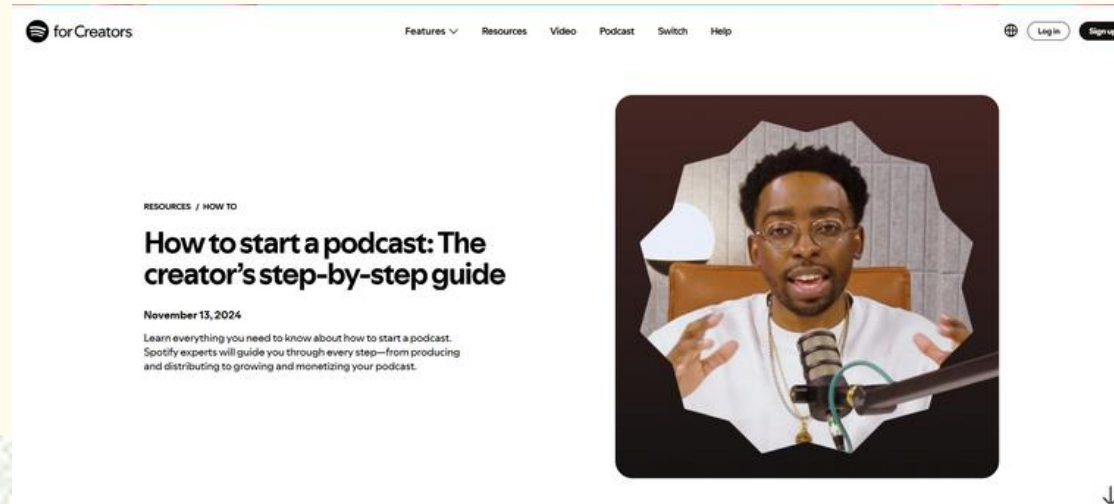 for Creators
Features
Resources
Video
Podcast
Switch
Help
Log in
Sign up
RESOURCES / HOW TO
How to start a podcast: The
creator's step-by-step guide
November 13, 2024
Learn everything you need to know about how to start a podcast.
Spotify experts will guide you through every step—from producing
and distributing to growing and monetizing your podcast.